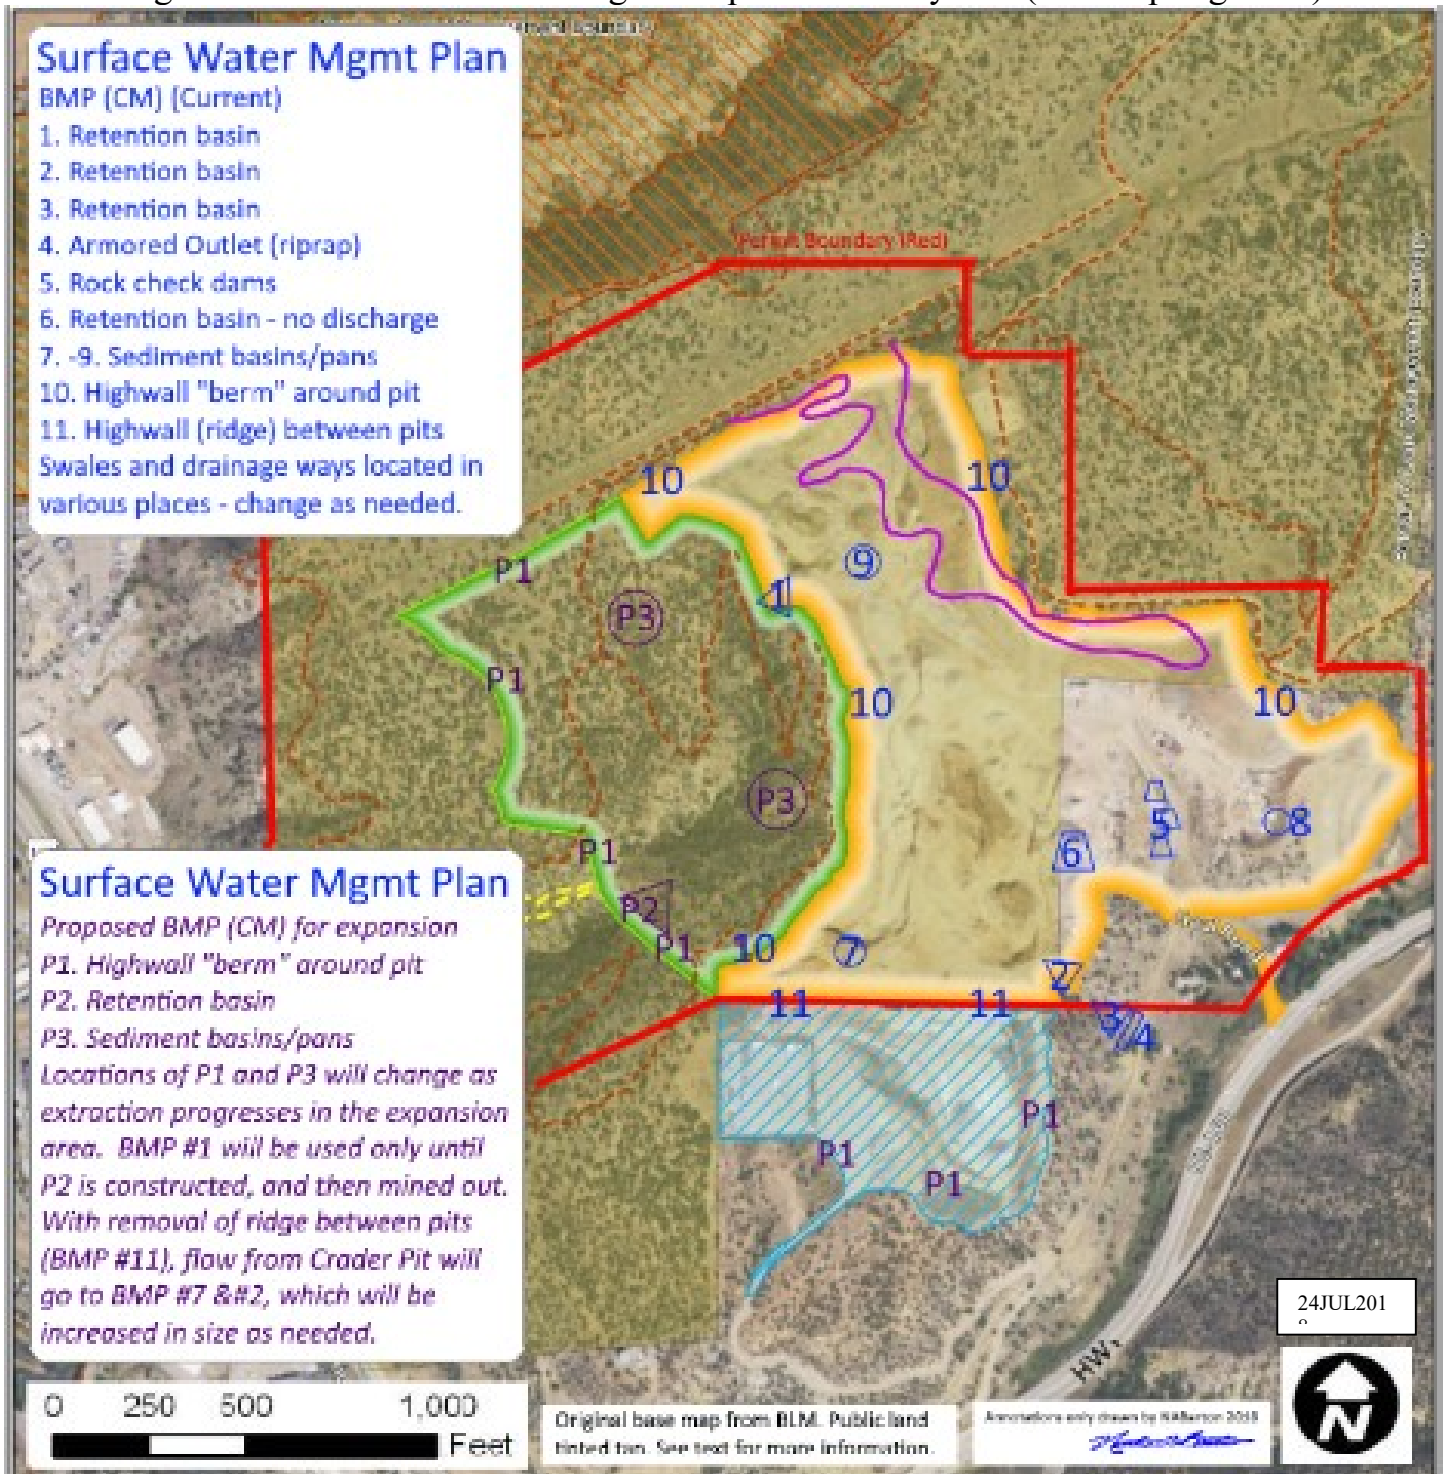 Surface Water Mgmt Plan
BMP (CM) (Current)
1. Retention basin
2. Retention basin
3. Retention basin
4. Armored Outlet (riprap)
5. Rock check dams
6. Retention basin - no discharge
7. -9. Sediment basins/pans
10. Highwall "berm" around pit
11. Highwall (ridge) between pits
Swales and drainage ways located in
various places - change as needed.
Permit Boundary (Red)
10
10
P1
9
1
P3
P1
10
10
P3
5
8
6
P1
P2
P1
10
7
2
11
11
3
4
P1
P1
P1
Surface Water Mgmt Plan
Proposed BMP (CM) for expansion
P1. Highwall "berm" around pit
P2. Retention basin
P3. Sediment basins/pans
Locations of P1 and P3 will change as
extraction progresses in the expansion
area. BMP #1 will be used only until
P2 is constructed, and then mined out.
With removal of ridge between pits
(BMP #11), flow from Crader Pit will
go to BMP #7 &#2, which will be
increased in size as needed.
24JUL201
HWY
0 250 500 1,000
Feet
Original base map from BLM. Public land
tinted tan. See text for more information.
Annotations only drawn by
N